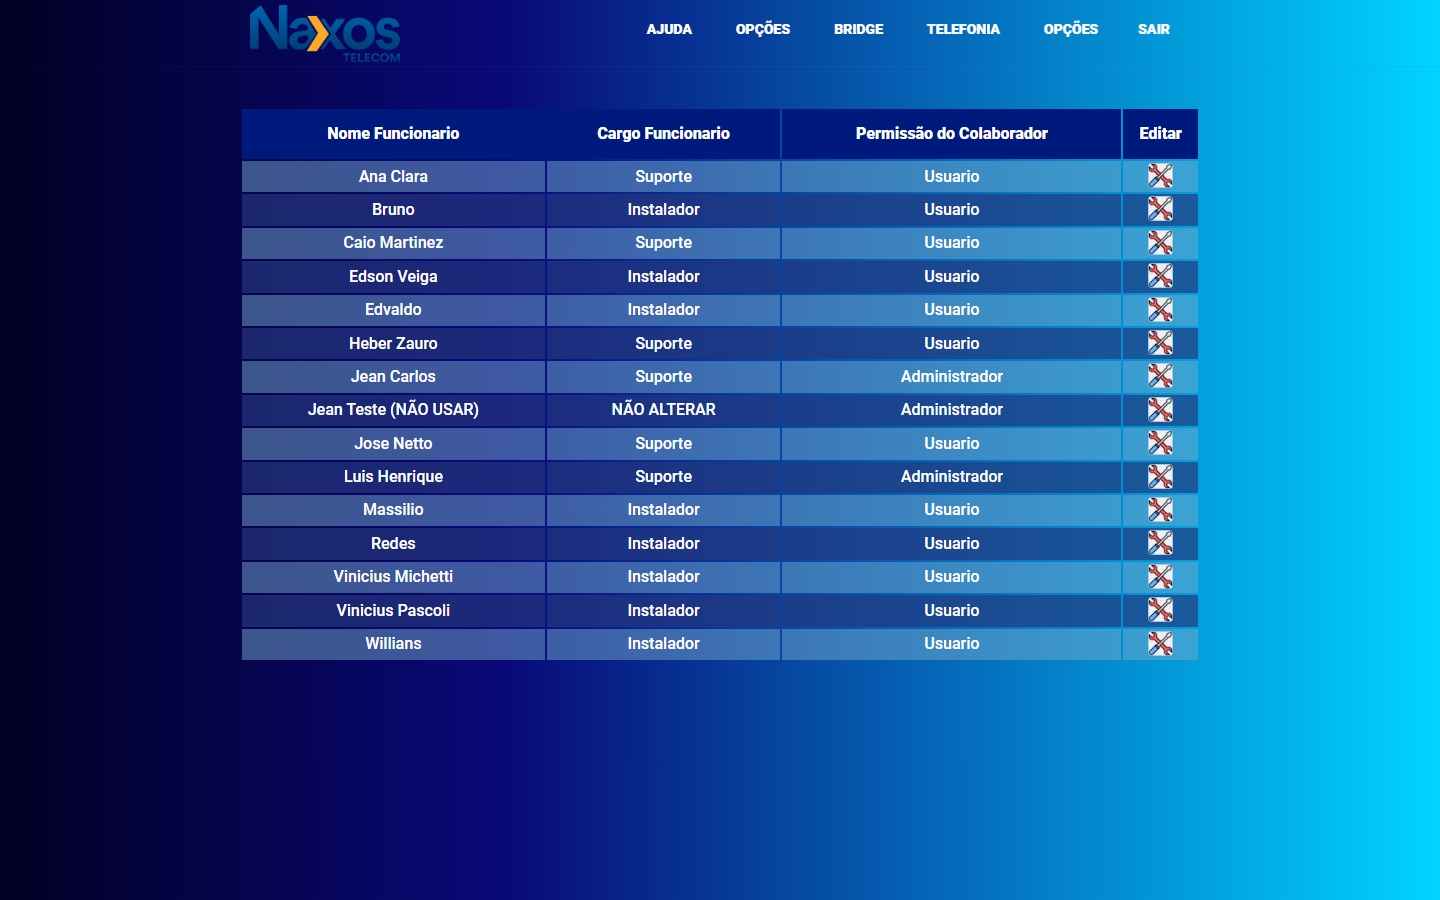 Naxos
TELECOM
AJUDA OPÇÕES BRIDGE TELEFONIA OPÇÕES SAIR
Nome Funcionario Cargo Funcionario Permissão do Colaborador Editar
Ana Clara Suporte Usuario
Bruno Instalador Usuario
Caio Martinez Suporte Usuario
Edson Veiga Instalador Usuario
Edvaldo Instalador Usuario
Heber Zauro Suporte Usuario
Jean Carlos Suporte Administrador
Jean Teste (NÃO USAR) NÃO ALTERAR Administrador
Jose Netto Suporte Usuario
Luis Henrique Suporte Administrador
Massilio Instalador Usuario
Redes Instalador Usuario
Vinicius Michetti Instalador Usuario
Vinicius Pascoli Instalador Usuario
Willians Instalador Usuario